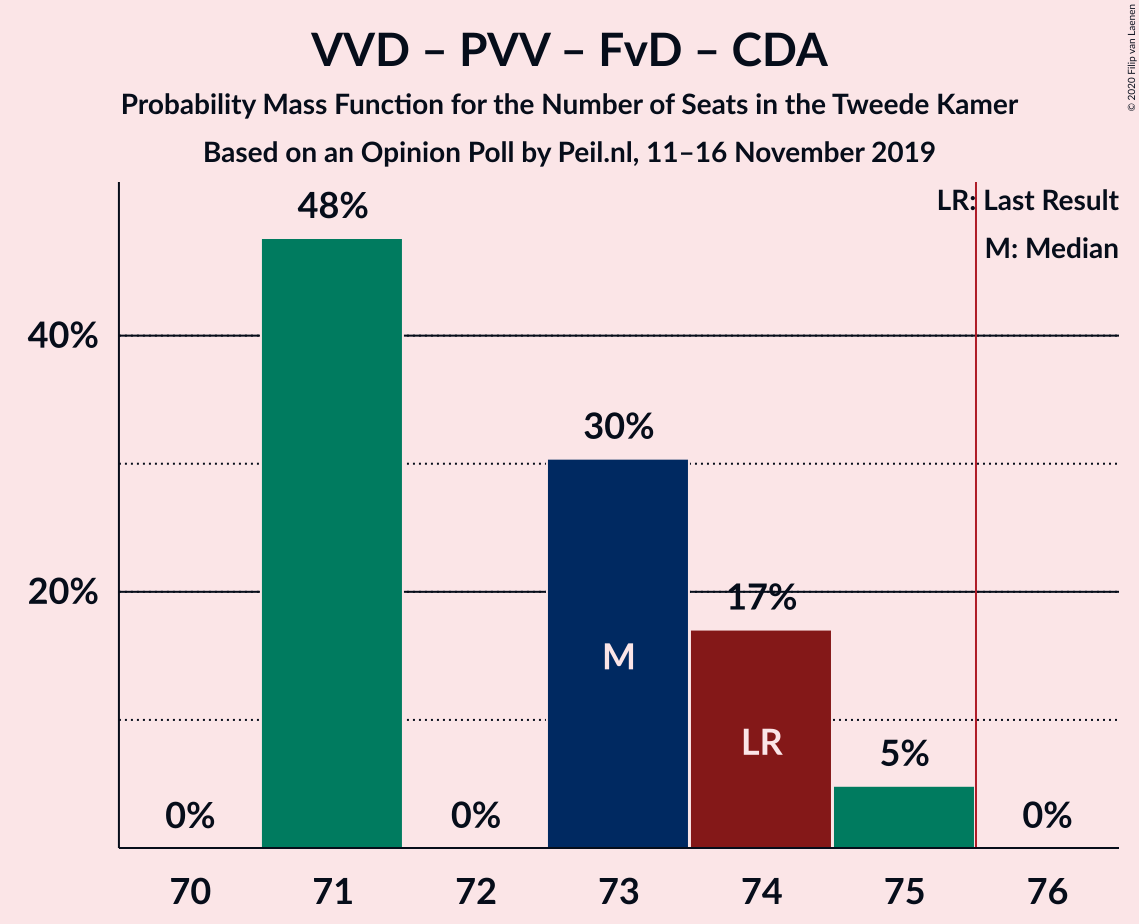 VVD – PVV – FvD – CDA
Probability Mass Function for the Number of Seats in the Tweede Kamer
Based on an Opinion Poll by Peil.nl, 11–16 November 2019
© 2020 Filip van Laenen
LR: Last Result
M: Median
48%
40%
30%
20%
17%
M
LR
5%
0%
0%
0%
70
71
72
73
74
75
76